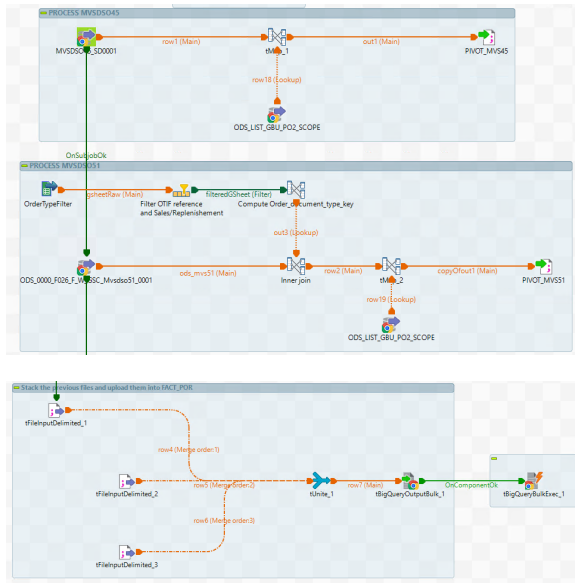 PROCESS MVSDSO45
row1 (Main)
out1 (Main)
tMap_1
PIVOT_MVS45
row18 (Lookup)
ODS_LIST_GBU_PO2_SCOPE
OnSubjobOk
PROCESS MVSDSO51
gsheetRaw (Main)
filteredGSheet (Filter)
OrderTypeFilter
Filter OTIF reference
and Sales/Replenishement
Compute Order_document_type_key
out3 (Lookup)
ods_mvs51 (Main)
row2 (Main)
copyOfout1 (Main)
Inner join
tMap_2
PIVOT_MVS51
row19 (Lookup)
ODS_LIST_GBU_PO2_SCOPE
Stack the previous files and upload them into FACT_POR
tFileInputDelimited_1
row4 (Merge order:1)
row5 (Merge order:2)
row7 (Main)
OnComponentOk
tFileInputDelimited_2
tUnite_1
tBigQueryOutputBulk_1
tBigQueryBulkExec_1
row6 (Merge order:3)
tFileInputDelimited_3